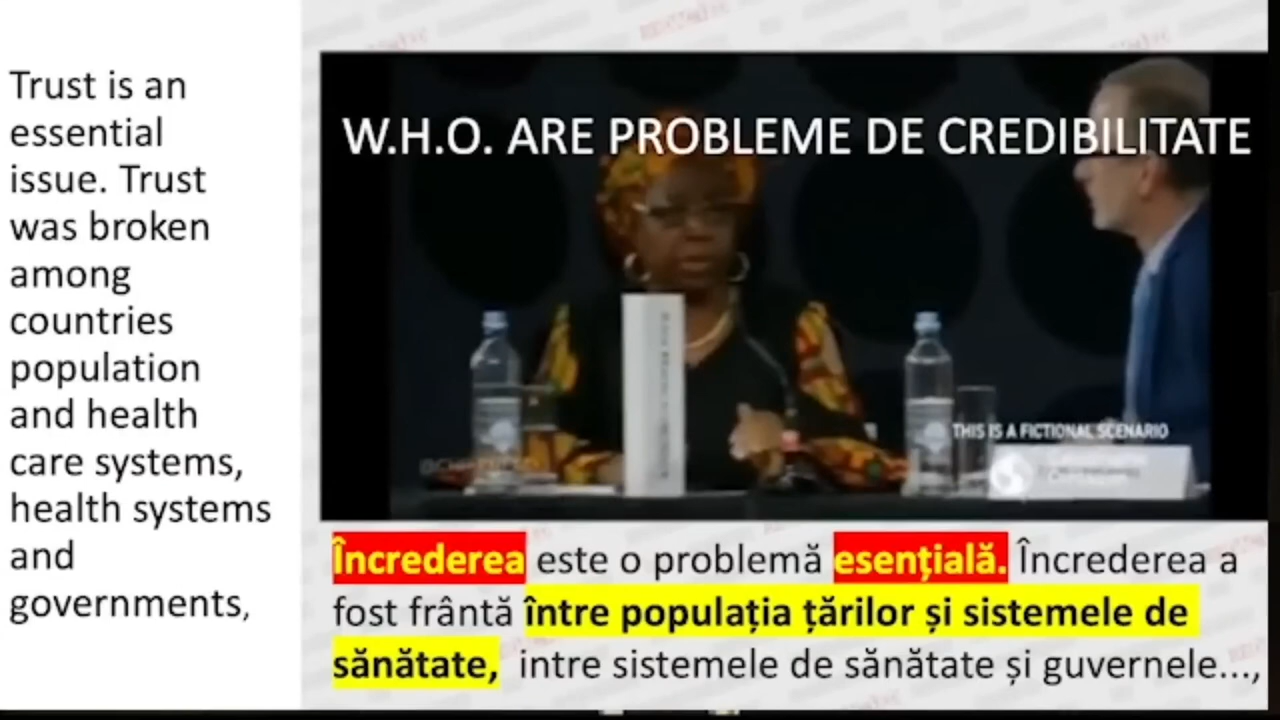 Trust is an
essential
issue. Trust
was broken
among
countries
population
and health
care systems,
health systems
and
governments,
W.H.O. ARE PROBLEME DE CREDIBILITATE
THIS IS A FICTIONAL SCENARIO
Încrederea este o problemă esențială. Încrederea a
fost frântă între populația țărilor și sistemele de
sănătate, intre sistemele de sănătate și guvernele...,